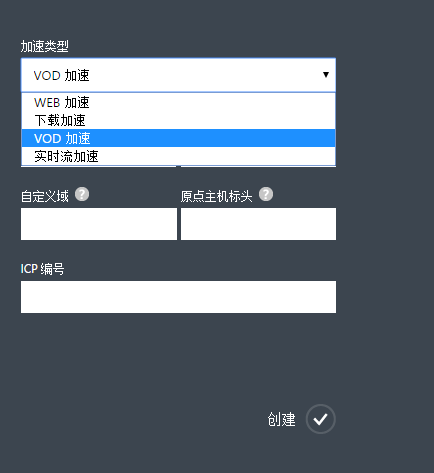 加速类型
VOD 加速
WEB 加速
下载加速
VOD 加速
实时流加速
自定义域 ?
原点主机标头 ?
ICP 编号
创建